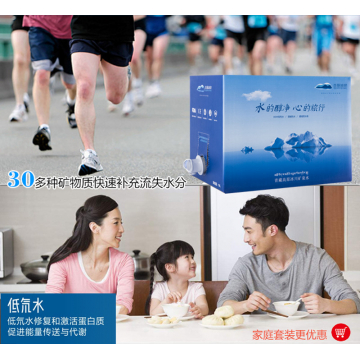 水的醇净 心的旅行
30多种矿物质快速补充流失水分
低氘水
低氘水修复和激活蛋白质
促进能量传送与代谢
家庭套装更优惠